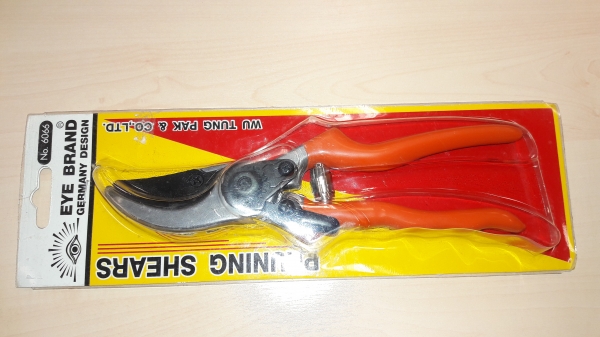 No. 6066
EYE BRAND®
GERMANY DESIGN
WU TUNG PAK & CO.,LTD.
PRUNING SHEARS